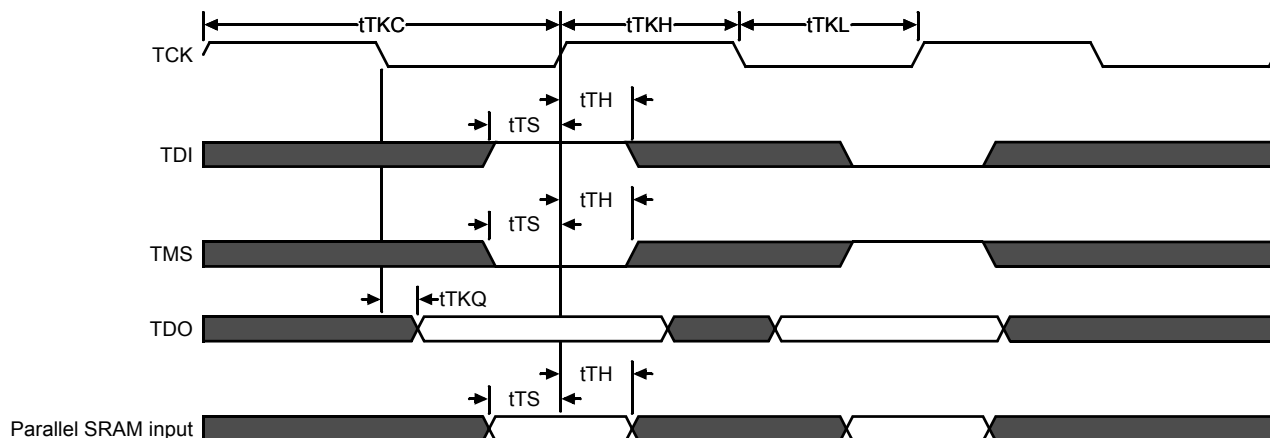 tTKC tTKH tTKL
TCK
tTH
tTS
TDI
tTH
tTS
TMS
tTKQ
TDO
tTH
tTS
Parallel SRAM input